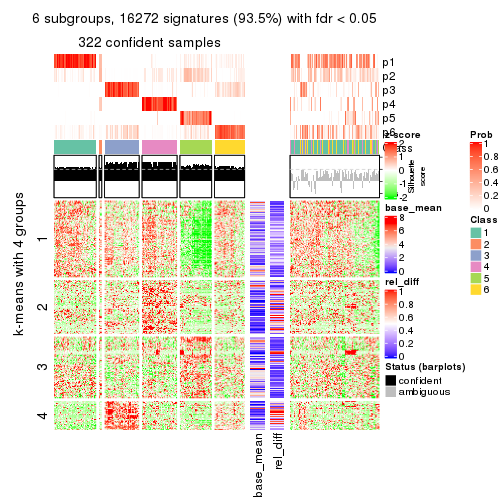 6 subgroups, 16272 signatures (93.5%) with fdr < 0.05
322 confident samples
p1
p2
p3
p4
p5
p6
Class
Silhouette
score
k-means with 4 groups
1
2
3
4
base_mean
rel_diff
z-score
2
1
0
-1
-2
base_mean
8
6
4
2
0
rel_diff
1
0.8
0.6
0.4
0.2
0
Status (barplots)
confident
ambiguous
Prob
1
0.8
0.6
0.4
0.2
0
Class
1
2
3
4
5
6